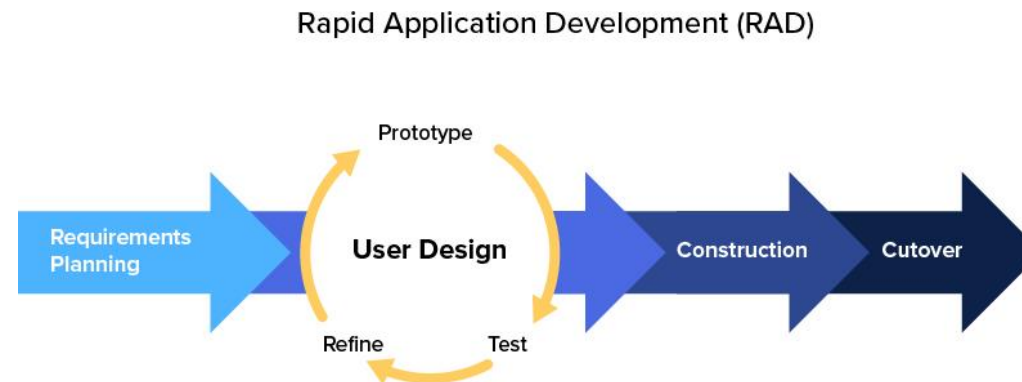 Rapid Application Development (RAD)
Prototype
Requirements
Planning
User Design
Construction
Cutover
Refine
Test